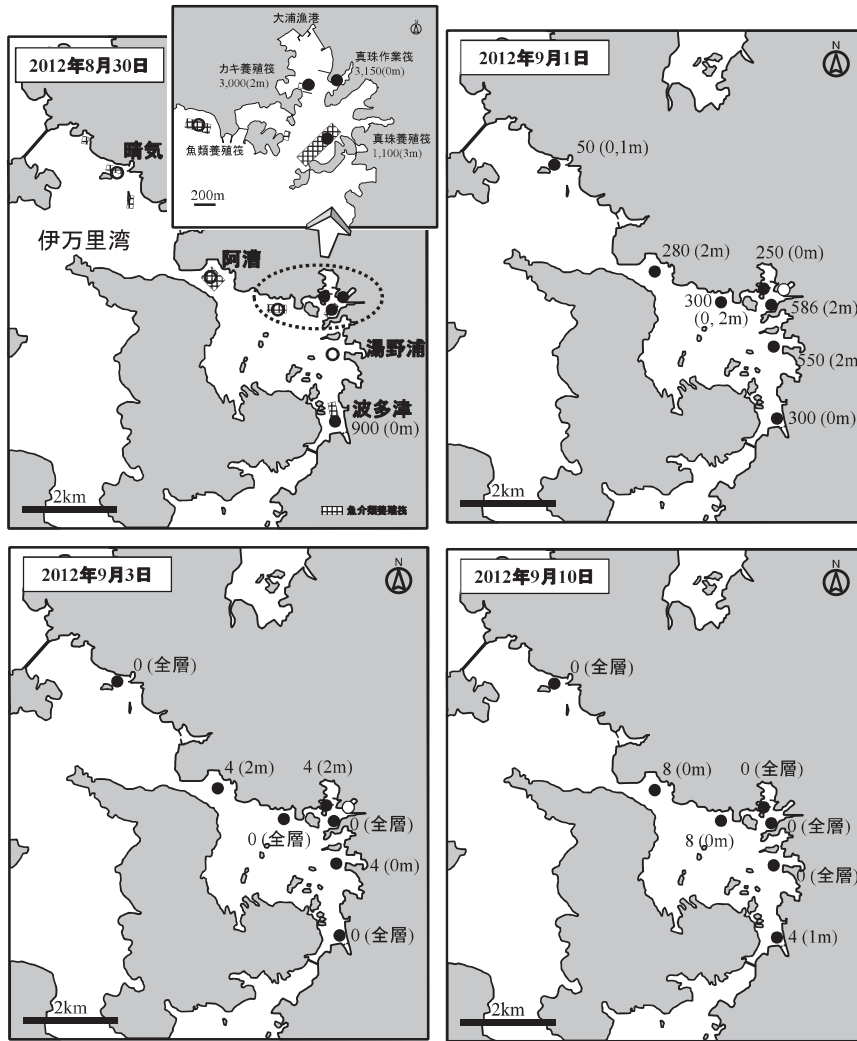 2012年8月30日
大浦漁港
カキ養殖筏
3,000(2m)
真珠作業筏
3,150(0m)
魚類養殖筏
真珠養殖筏
1,100(3m)
200m
晴気
伊万里湾
阿漕
湯野浦
波多津
900 (0m)
2km
魚介類養殖筏
2012年9月1日
N
50 (0,1m)
280 (2m)
250 (0m)
300
(0, 2m)
586 (2m)
550 (2m)
300 (0m)
2km
2012年9月3日
N
0 (全層)
4 (2m)
4 (2m)
0 (全層)
0 (全層)
4 (0m)
0 (全層)
2km
2012年9月10日
N
0 (全層)
8 (0m)
0 (全層)
8 (0m)
0 (全層)
0 (全層)
4 (1m)
2km